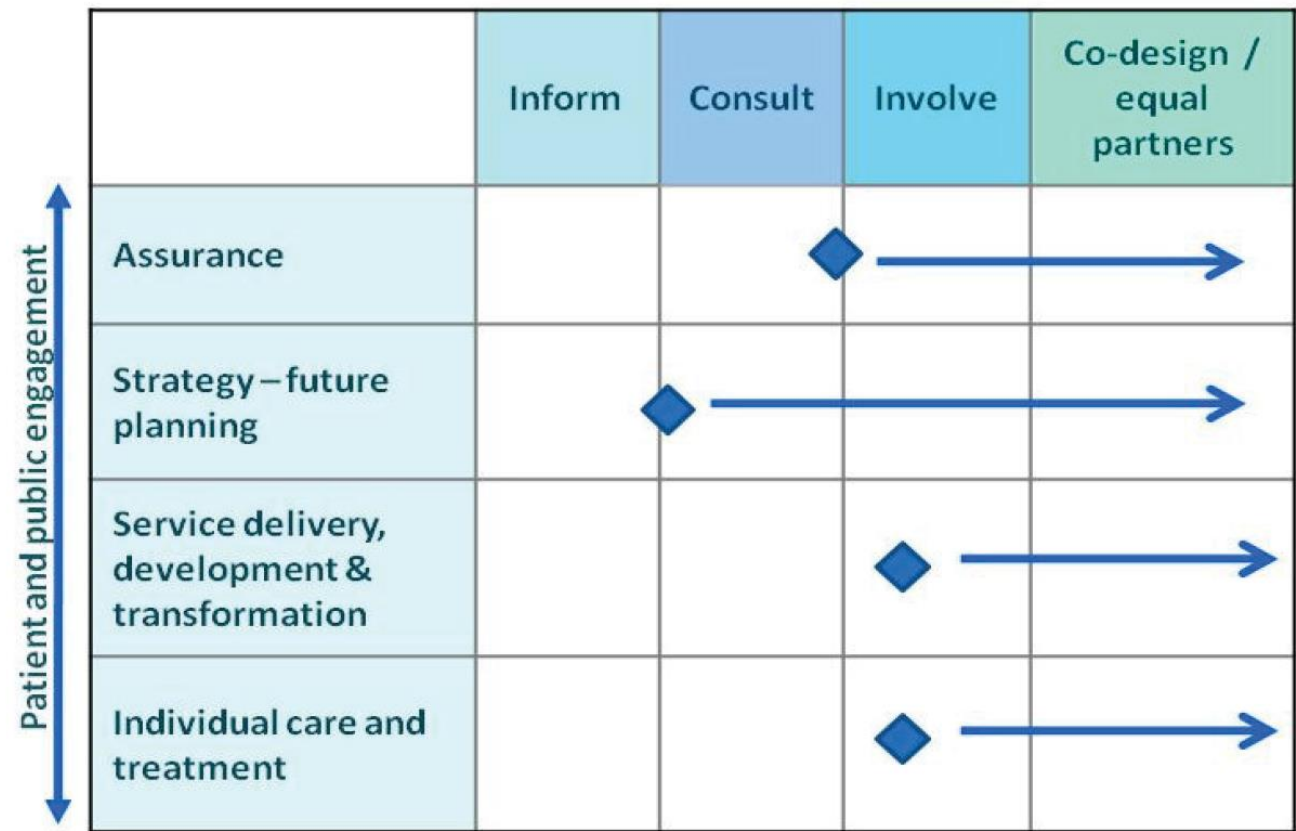 Inform
Consult
Involve
Co-design /
equal
partners
Patient and public engagement
Assurance
Strategy – future
planning
Service delivery,
development &
transformation
Individual care and
treatment